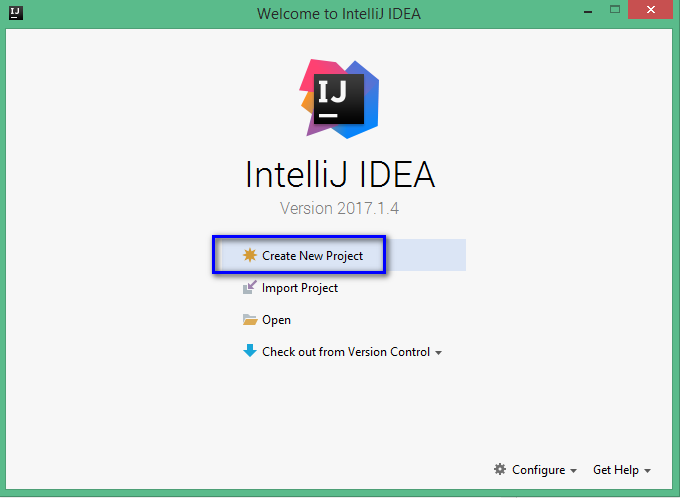 Welcome to IntelliJ IDEA
IJ
IntelliJ IDEA
Version 2017.1.4
Create New Project
Import Project
Open
Check out from Version Control
Configure Get Help